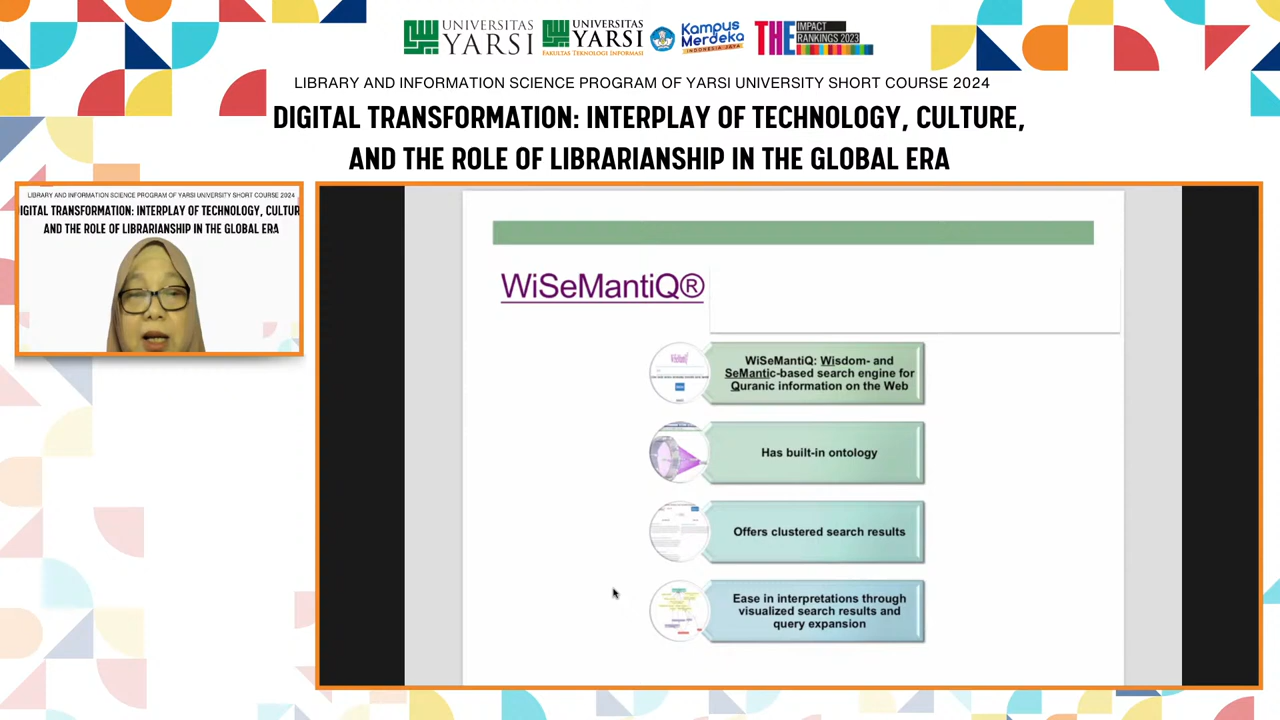 UNIVERSITAS
YARSI
UNIVERSITAS
YARSI
FAKULTAS TEKNOLOGI INFORMASI
Kampus
Merdeka
INDONESIA JAYA
THE
IMPACT
RANKINGS 2023
LIBRARY AND INFORMATION SCIENCE PROGRAM OF YARSI UNIVERSITY SHORT COURSE 2024
DIGITAL TRANSFORMATION: INTERPLAY OF TECHNOLOGY, CULTURE,
AND THE ROLE OF LIBRARIANSHIP IN THE GLOBAL ERA
LIBRARY AND INFORMATION SCIENCE PROGRAM OF YARSI UNIVERSITY SHORT COURSE 2024
IGITAL TRANSFORMATION: INTERPLAY OF TECHNOLOGY, CULTUR
AND THE ROLE OF LIBRARIANSHIP IN THE GLOBAL ERA
WiSeMantiQ®
WiSeMantiQ: Wisdom- and
SeMantic-based search engine for
Quranic information on the Web
Has built-in ontology
Offers clustered search results
Ease in interpretations through
visualized search results and
query expansion